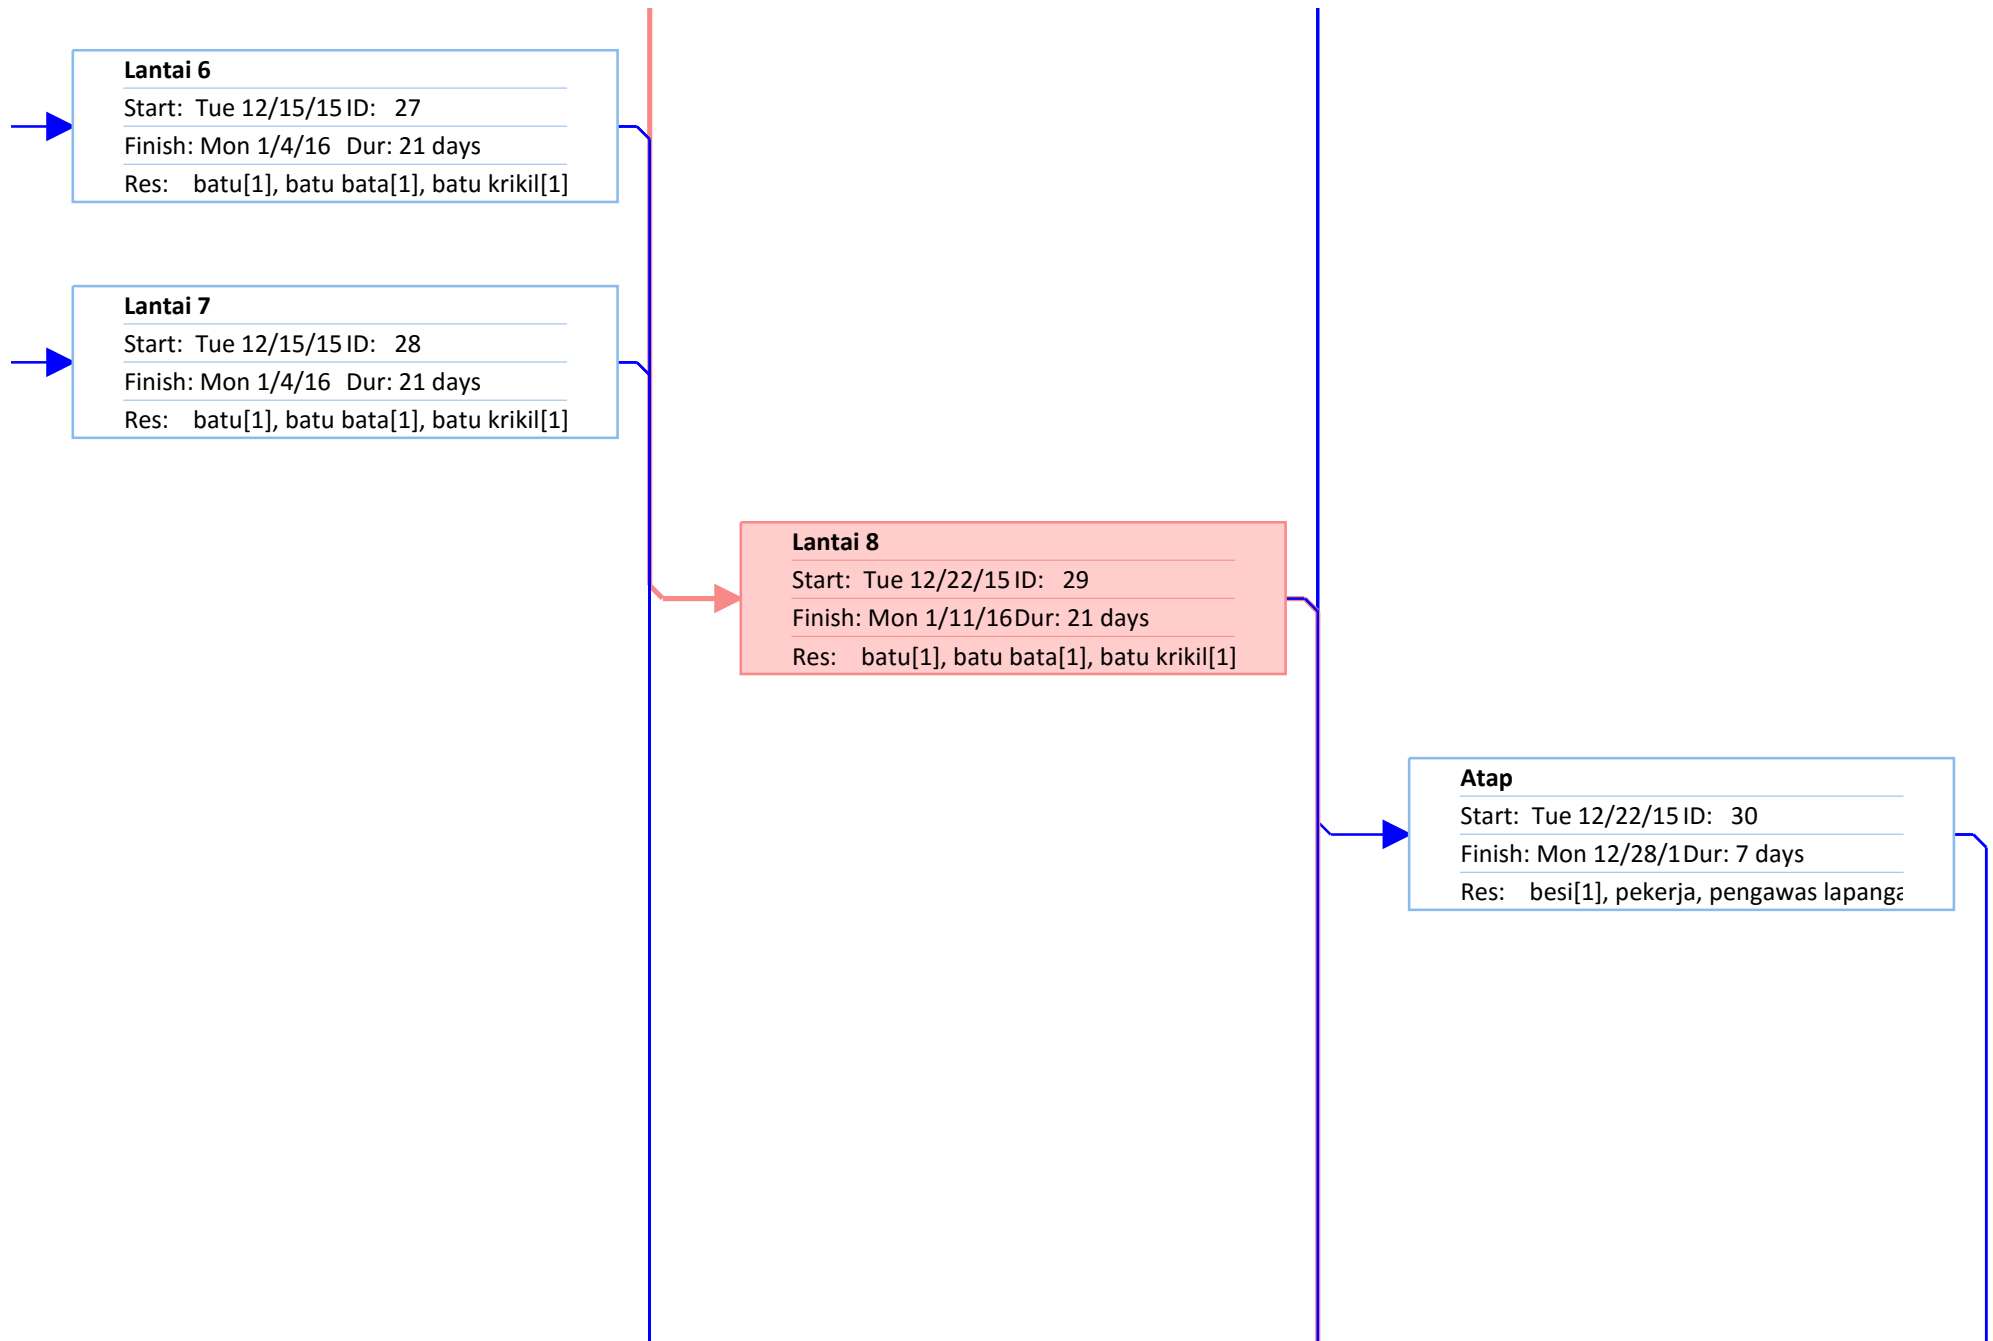 Lantai 6
Start: Tue 12/15/15 ID: 27
Finish: Mon 1/4/16 Dur: 21 days
Res: batu[1], batu bata[1], batu krikil[1]
Lantai 7
Start: Tue 12/15/15 ID: 28
Finish: Mon 1/4/16 Dur: 21 days
Res: batu[1], batu bata[1], batu krikil[1]
Lantai 8
Start: Tue 12/22/15 ID: 29
Finish: Mon 1/11/16 Dur: 21 days
Res: batu[1], batu bata[1], batu krikil[1]
Atap
Start: Tue 12/22/15 ID: 30
Finish: Mon 12/28/1 Dur: 7 days
Res: besi[1], pekerja, pengawas lapanga